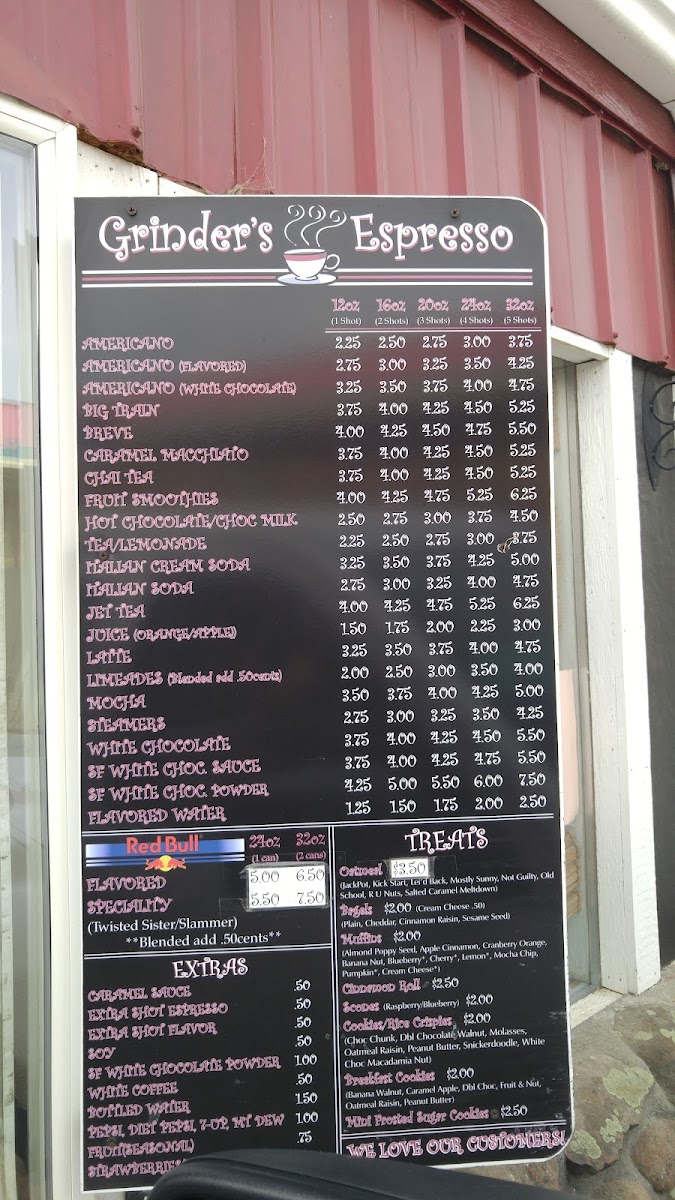 Grinder's Espresso
12oz 16oz 20oz 24oz 32oz
(1 Shot) (2 Shots) (3 Shots) (4 Shots) (5 Shots)
AMERICANO 2.25 2.50 2.75 3.00 3.75
AMERICANO (FLAVORED) 2.75 3.00 3.25 3.50 4.25
AMERICANO (WHITE CHOCOLATE) 3.25 3.50 3.75 4.00 4.75
BIG TRAIN 3.75 4.00 4.25 4.50 5.25
BREVE 4.00 4.25 4.50 4.75 5.50
CARAMEL MACCHIATO 3.75 4.00 4.25 4.50 5.25
CHAI TEA 3.75 4.00 4.25 4.50 5.25
FRUIT SMOOTHIES 4.00 4.25 4.75 5.25 6.25
HOT CHOCOLATE/CHOC MILK 2.50 2.75 3.00 3.75 4.50
TEA/LEMONADE 2.25 2.50 2.75 3.00 3.75
ITALIAN CREAM SODA 3.25 3.50 3.75 4.25 5.00
ITALIAN SODA 2.75 3.00 3.25 4.00 4.75
JET TEA 4.00 4.25 4.75 5.25 6.25
JUICE (ORANGE/APPLE) 1.50 1.75 2.00 2.25 3.00
LATTE 3.25 3.50 3.75 4.00 4.75
LIMEADES (Blended add .50cents) 2.00 2.50 3.00 3.50 4.00
MOCHA 3.50 3.75 4.00 4.25 5.00
STEAMERS 2.75 3.00 3.25 3.50 4.25
WHITE CHOCOLATE 3.75 4.00 4.25 4.50 5.50
SF WHITE CHOC. SAUCE 3.75 4.00 4.25 4.75 5.50
SF WHITE CHOC. POWDER 4.25 5.00 5.50 6.00 7.50
FLAVORED WATER 1.25 1.50 1.75 2.00 2.50
Red Bull 24oz 32oz
(1 can) (2 cans)
FLAVORED 5.00 6.50
SPECIALITY 5.50 7.50
(Twisted Sister/Slammer)
**Blended add .50cents**
EXTRAS
CARAMEL SAUCE .50
EXTRA SHOT ESPRESSO .50
EXTRA SHOT FLAVOR .50
SOY .50
SF WHITE CHOCOLATE POWDER 1.00
WHITE COFFEE .50
BOTTLED WATER 1.50
PEPSI, DIET PEPSI, 7-UP, MT DEW 1.00
FRUIT(SEASONAL) .75
STRAWBERRIES
TREATS
Oatmeal $3.50
(JackPot, Kick Start, Lei'd Back, Mostly Sunny, Not Guilty, Old
School, R U Nuts, Salted Caramel Meltdown)
Bagels $2.00 (Cream Cheese .50)
(Plain, Cheddar, Cinnamon Raisin, Sesame Seed)
Muffins $2.00
(Almond Poppy Seed, Apple Cinnamon, Cranberry Orange,
Banana Nut, Blueberry*, Cherry*, Lemon*, Mocha Chip,
Pumpkin*, Cream Cheese*)
Cinnamon Roll $2.50
Scones (Raspberry/Blueberry) $2.00
Cookies/Rice Crispies $2.00
(Choc Chunk, Dbl Chocolate Walnut, Molasses,
Oatmeal Raisin, Peanut Butter, Snickerdoodle, White
Choc Macadamia Nut)
Breakfast Cookies $2.00
(Banana Walnut, Caramel Apple, Dbl Choc, Fruit & Nut,
Oatmeal Raisin, Peanut Butter)
Mini Frosted Sugar Cookies $2.50
WE LOVE OUR CUSTOMERS!